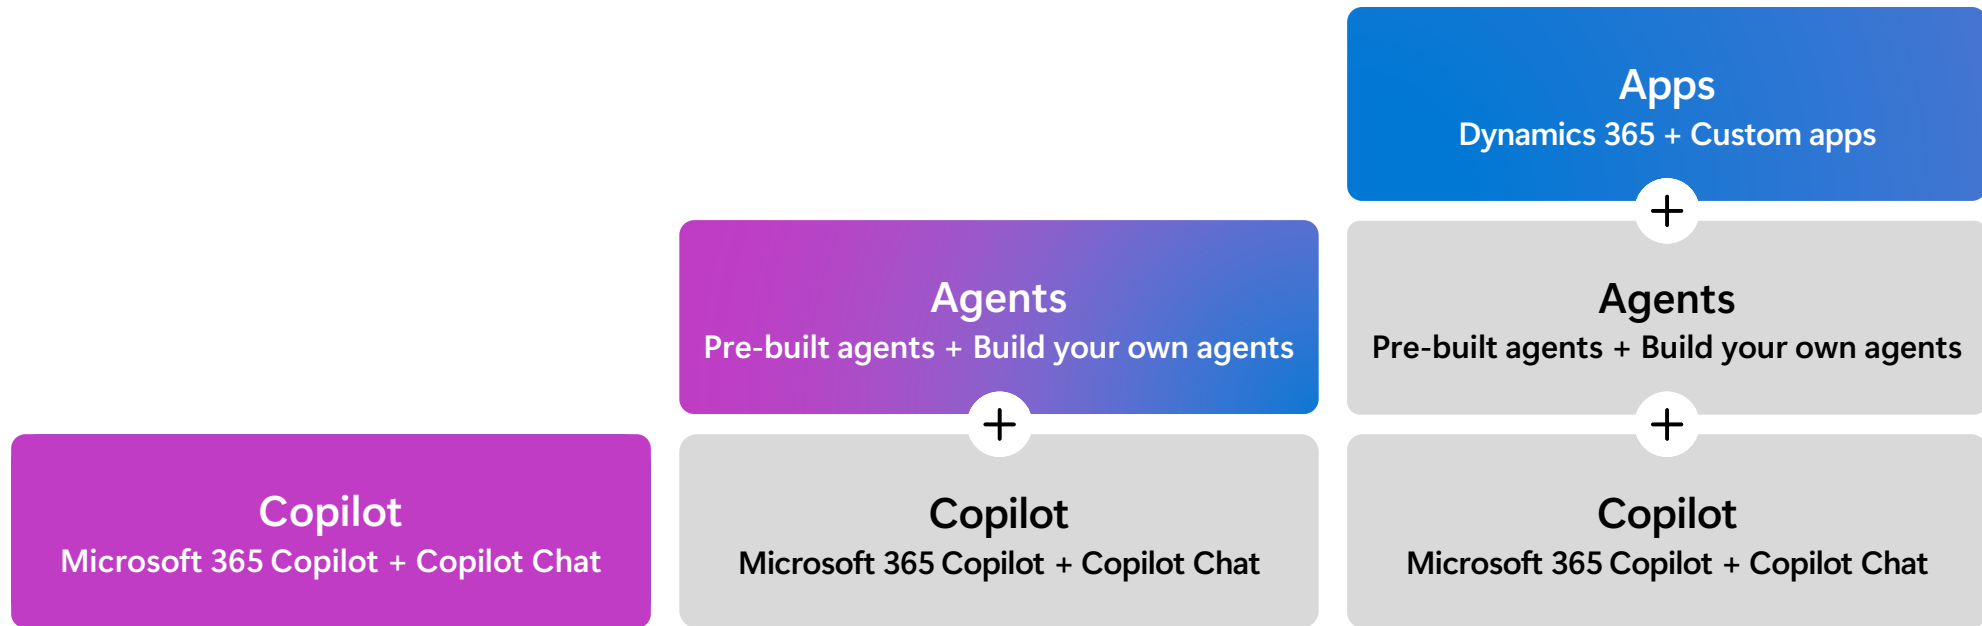 Apps
Dynamics 365 + Custom apps
+
Agents
Pre-built agents + Build your own agents
Agents
Pre-built agents + Build your own agents
+
+
Copilot
Microsoft 365 Copilot + Copilot Chat
Copilot
Microsoft 365 Copilot + Copilot Chat
Copilot
Microsoft 365 Copilot + Copilot Chat